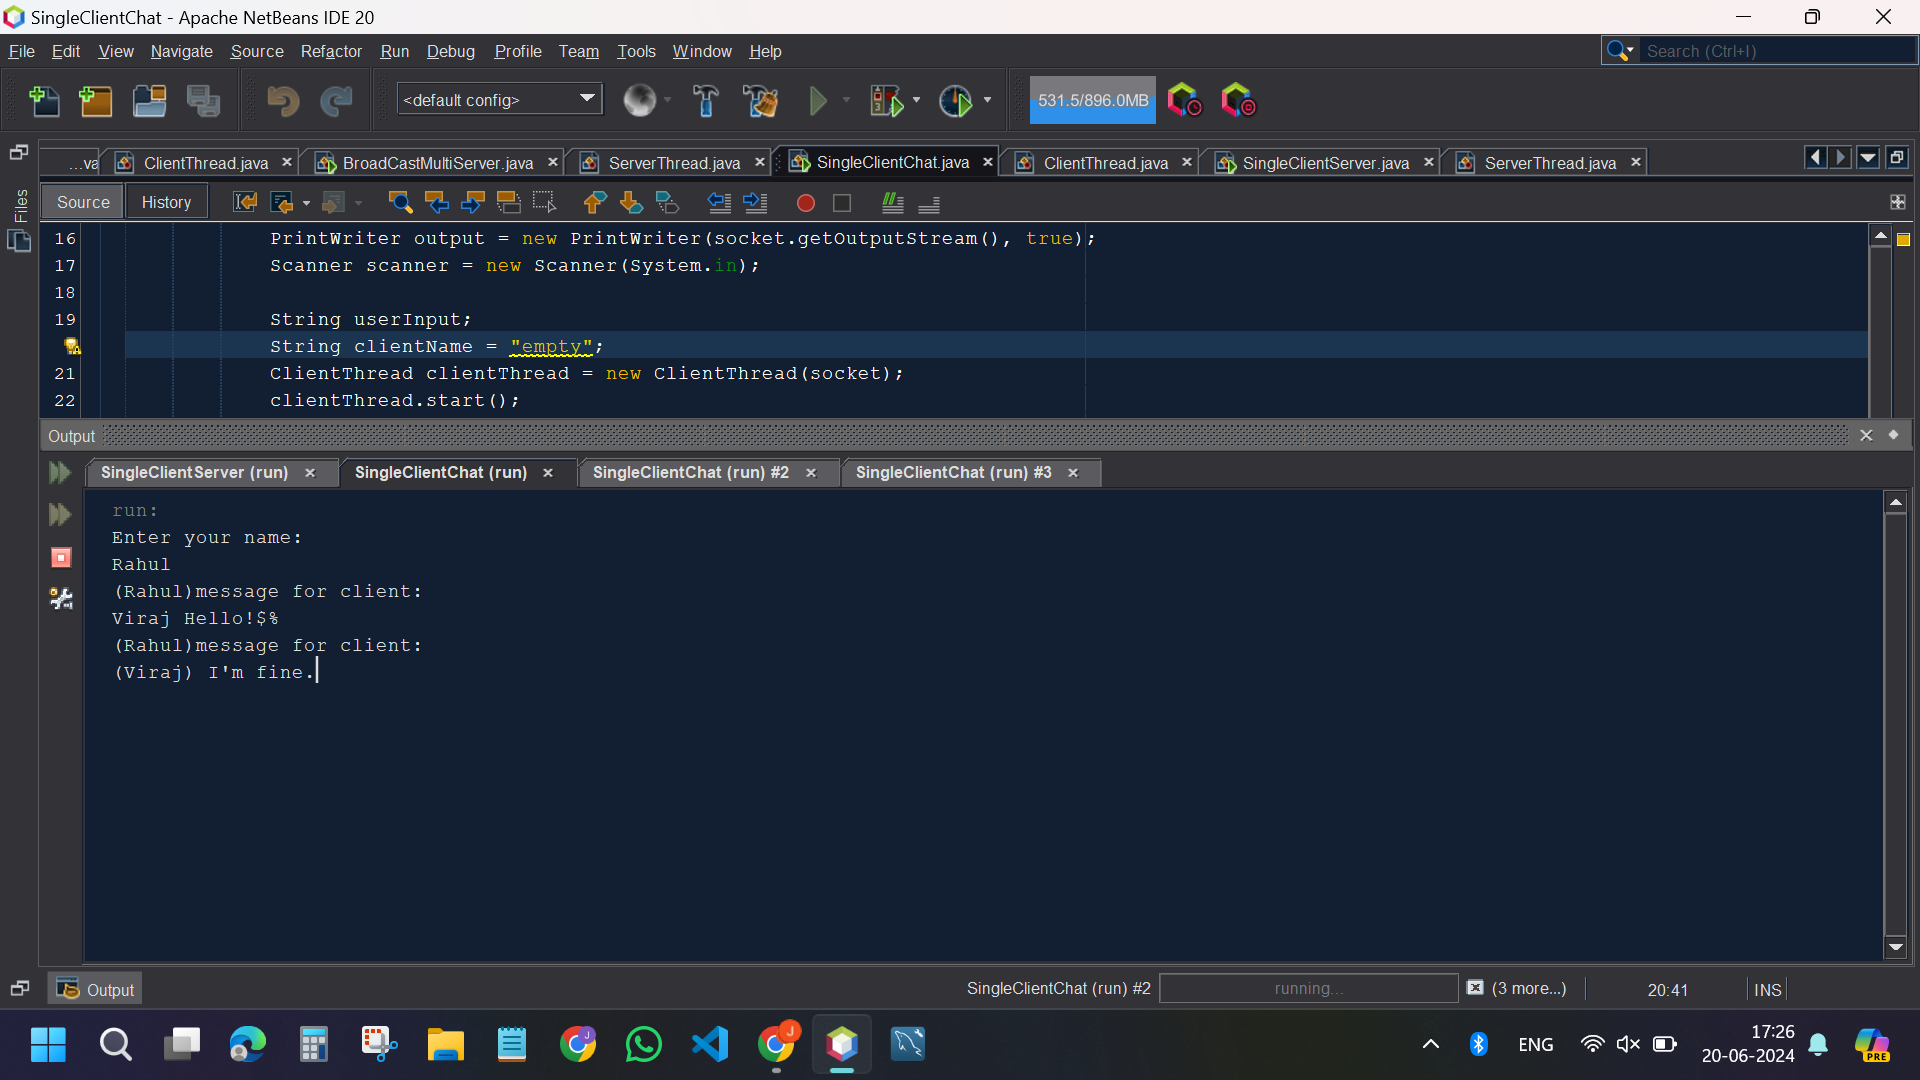 SingleClientChat - Apache NetBeans IDE 20
File Edit View Navigate Source Refactor Run Debug Profile Team Tools Window Help
Search (Ctrl+I)
<default config>
531.5/896.0MB
...va ClientThread.java BroadCastMultiServer.java ServerThread.java SingleClientChat.java ClientThread.java SingleClientServer.java ServerThread.java
Files
Source History
16 PrintWriter output = new PrintWriter(socket.getOutputStream(), true);
17 Scanner scanner = new Scanner(System.in);
18
19 String userInput;
String clientName = "empty";
21 ClientThread clientThread = new ClientThread(socket);
22 clientThread.start();
Output
SingleClientServer (run) SingleClientChat (run) SingleClientChat (run) #2 SingleClientChat (run) #3
run:
Enter your name:
Rahul
(Rahul)message for client:
Viraj Hello!$%
(Rahul)message for client:
(Viraj) I'm fine.
Output
SingleClientChat (run) #2 running... (3 more...) 20:41 INS
J J ENG 17:26
20-06-2024
PRE